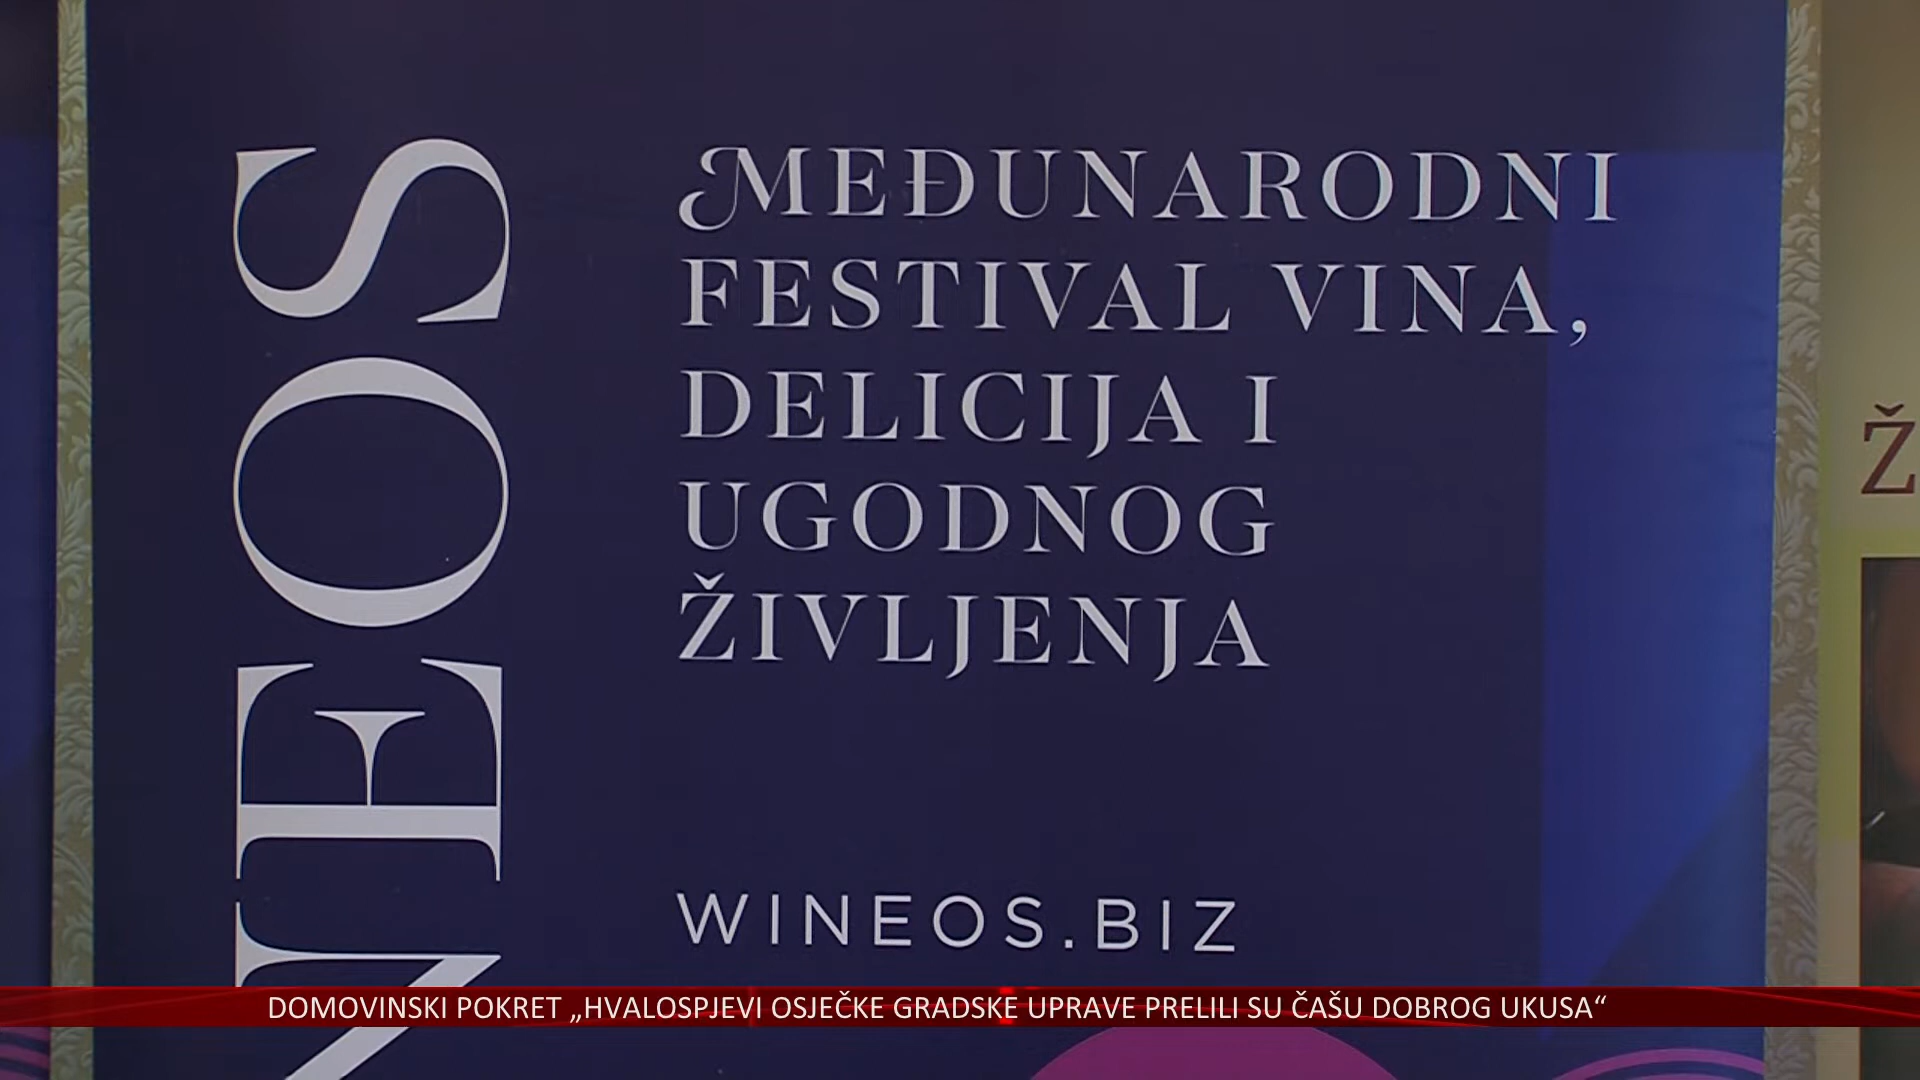 NEOS
MEĐUNARODNI
FESTIVAL VINA,
DELICIJA I
UGODNOG
ŽIVLJENJA
WINEOS.BIZ
Ž
DOMOVINSKI POKRET „HVALOSPJEVI OSJEČKE GRADSKE UPRAVE PRELILI SU ČAŠU DOBROG UKUSA“